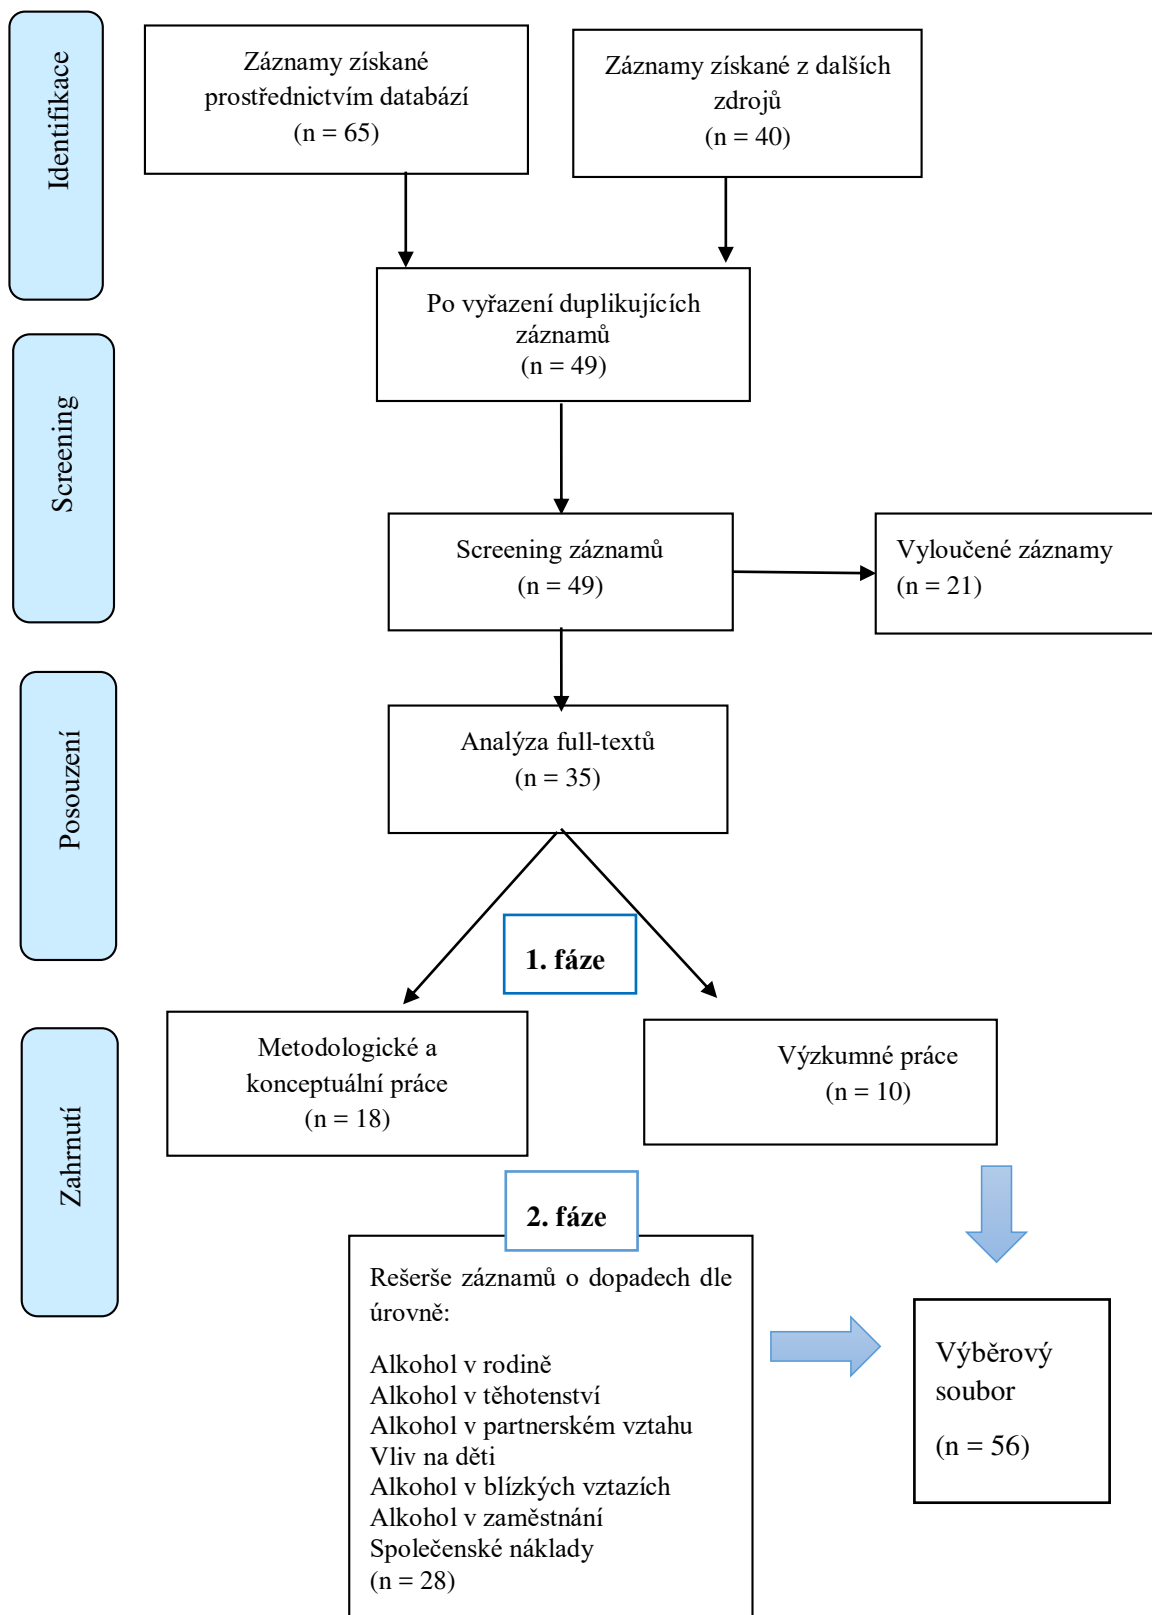 Identifikace
Záznamy získané
prostřednictvím databází
(n = 65)
Záznamy získané z dalších
zdrojů
(n = 40)
Po vyřazení duplikujících
záznamů
(n = 49)
Screening
Screening záznamů
(n = 49)
Vyloučené záznamy
(n = 21)
Posouzení
Analýza full-textů
(n = 35)
1. fáze
Zahrnutí
Metodologické a
konceptuální práce
(n = 18)
Výzkumné práce
(n = 10)
2. fáze
Rešerše záznamů o dopadech dle
úrovně:
Alkohol v rodině
Alkohol v těhotenství
Alkohol v partnerském vztahu
Vliv na děti
Alkohol v blízkých vztazích
Alkohol v zaměstnání
Společenské náklady
(n = 28)
Výběrový
soubor
(n = 56)